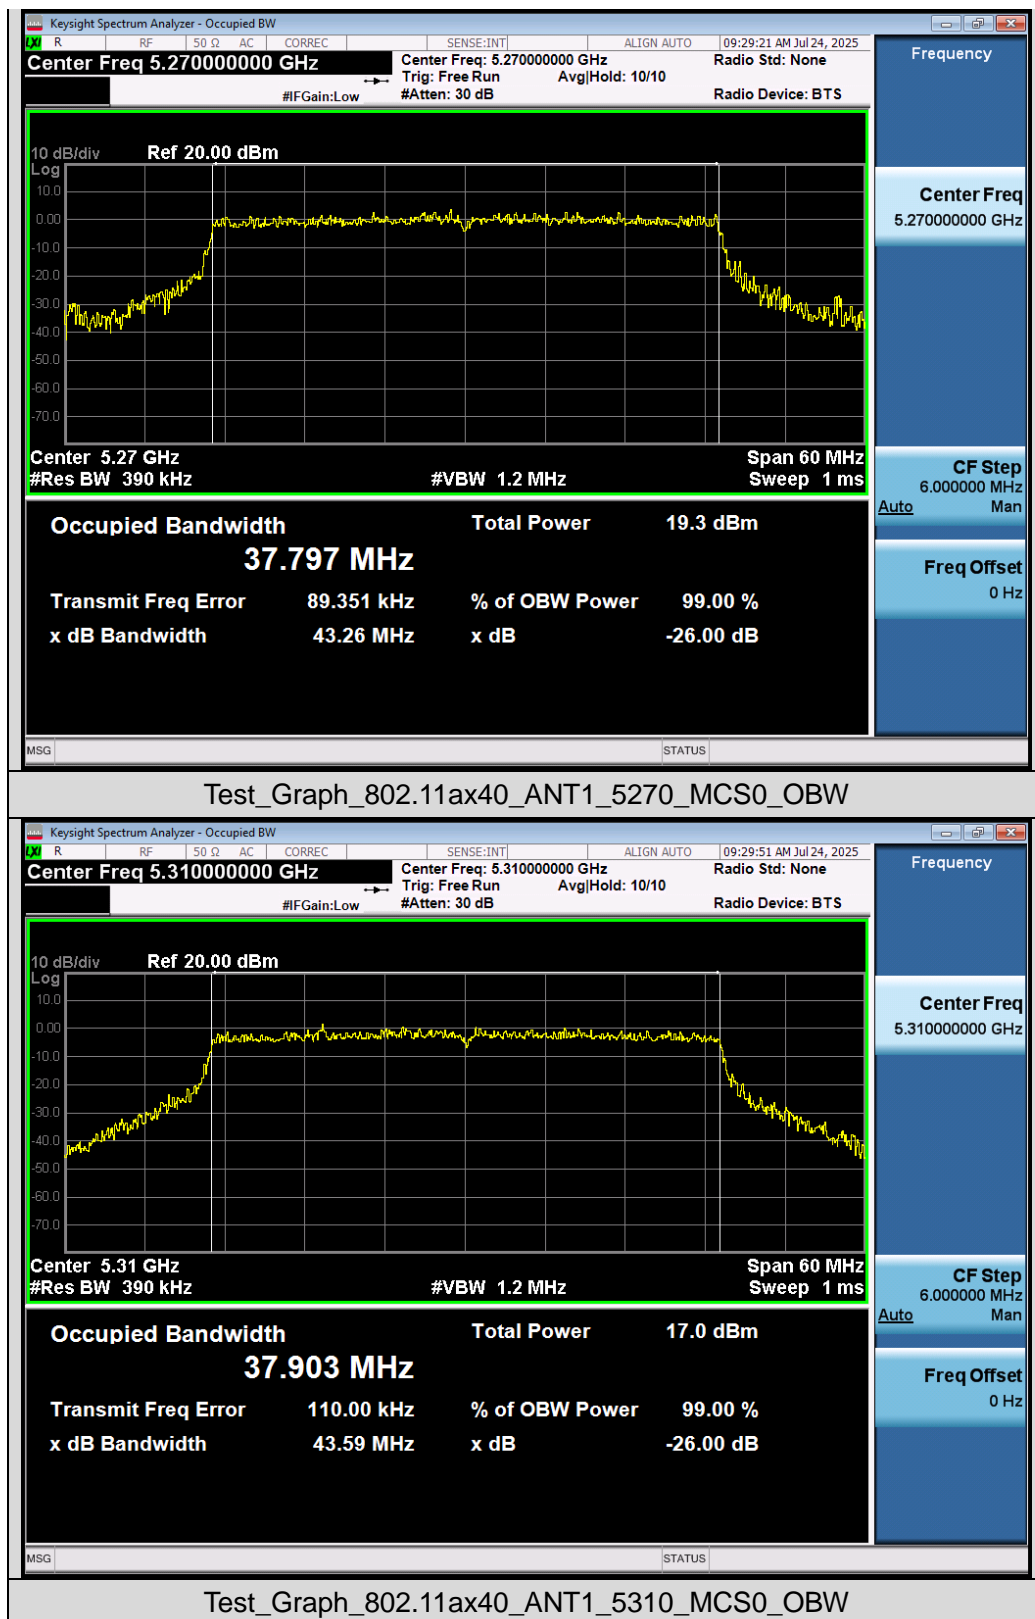 Keysight Spectrum Analyzer - Occupied BW
LXI R RF 50 Ω AC CORREC SENSE:INT ALIGN AUTO 09:29:21 AM Jul 24, 2025
Center Freq 5.270000000 GHz
Center Freq: 5.270000000 GHz Radio Std: None
Trig: Free Run Avg|Hold: 10/10
#IFGain:Low #Atten: 30 dB Radio Device: BTS
10 dB/div Ref 20.00 dBm
Log
10.0
0.00
-10.0
-20.0
-30.0
-40.0
-50.0
-60.0
-70.0
Center 5.27 GHz Span 60 MHz
#Res BW 390 kHz #VBW 1.2 MHz Sweep 1 ms
Occupied Bandwidth Total Power 19.3 dBm
37.797 MHz
Transmit Freq Error 89.351 kHz % of OBW Power 99.00 %
x dB Bandwidth 43.26 MHz x dB -26.00 dB
MSG STATUS
Frequency
Center Freq
5.270000000 GHz
CF Step
6.000000 MHz
Auto Man
Freq Offset
0 Hz
Test_Graph_802.11ax40_ANT1_5270_MCS0_OBW
Keysight Spectrum Analyzer - Occupied BW
LXI R RF 50 Ω AC CORREC SENSE:INT ALIGN AUTO 09:29:51 AM Jul 24, 2025
Center Freq 5.310000000 GHz
Center Freq: 5.310000000 GHz Radio Std: None
Trig: Free Run Avg|Hold: 10/10
#IFGain:Low #Atten: 30 dB Radio Device: BTS
10 dB/div Ref 20.00 dBm
Log
10.0
0.00
-10.0
-20.0
-30.0
-40.0
-50.0
-60.0
-70.0
Center 5.31 GHz Span 60 MHz
#Res BW 390 kHz #VBW 1.2 MHz Sweep 1 ms
Occupied Bandwidth Total Power 17.0 dBm
37.903 MHz
Transmit Freq Error 110.00 kHz % of OBW Power 99.00 %
x dB Bandwidth 43.59 MHz x dB -26.00 dB
MSG STATUS
Frequency
Center Freq
5.310000000 GHz
CF Step
6.000000 MHz
Auto Man
Freq Offset
0 Hz
Test_Graph_802.11ax40_ANT1_5310_MCS0_OBW